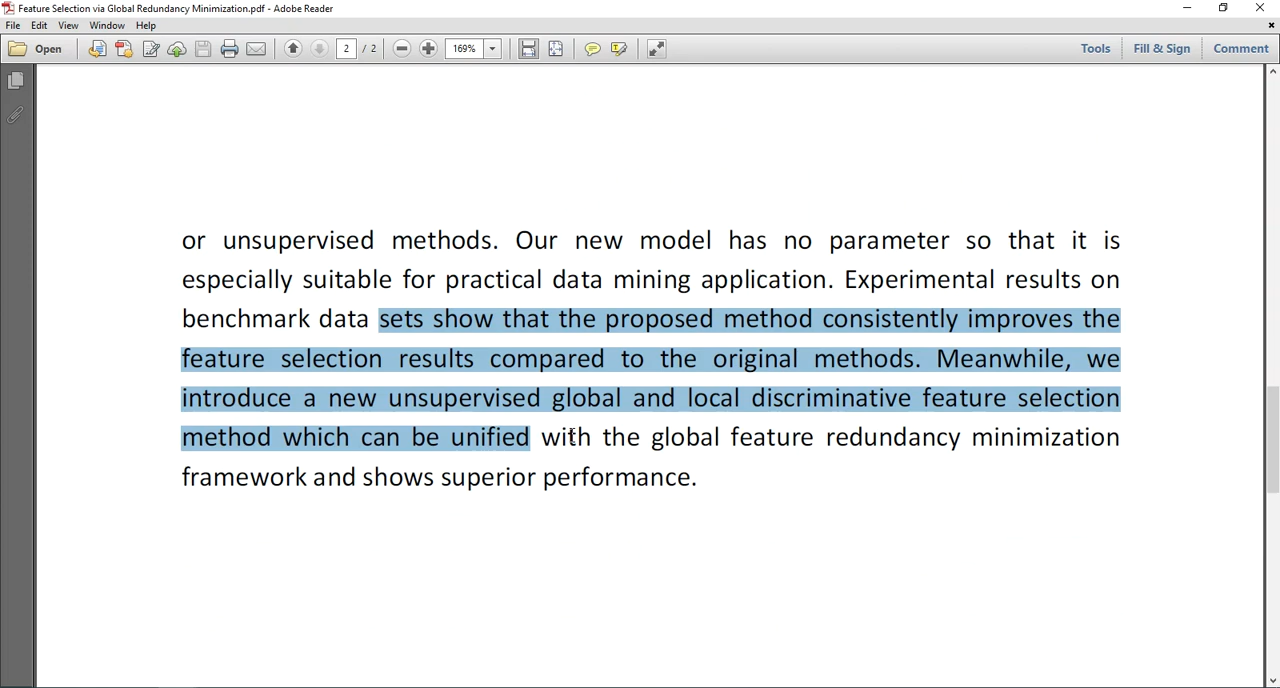 Feature Selection via Global Redundancy Minimization.pdf - Adobe Reader
File Edit View Window Help
Open 2 / 2 169% Tools Fill & Sign Comment
or unsupervised methods. Our new model has no parameter so that it is
especially suitable for practical data mining application. Experimental results on
benchmark data sets show that the proposed method consistently improves the
feature selection results compared to the original methods. Meanwhile, we
introduce a new unsupervised global and local discriminative feature selection
method which can be unified with the global feature redundancy minimization
framework and shows superior performance.